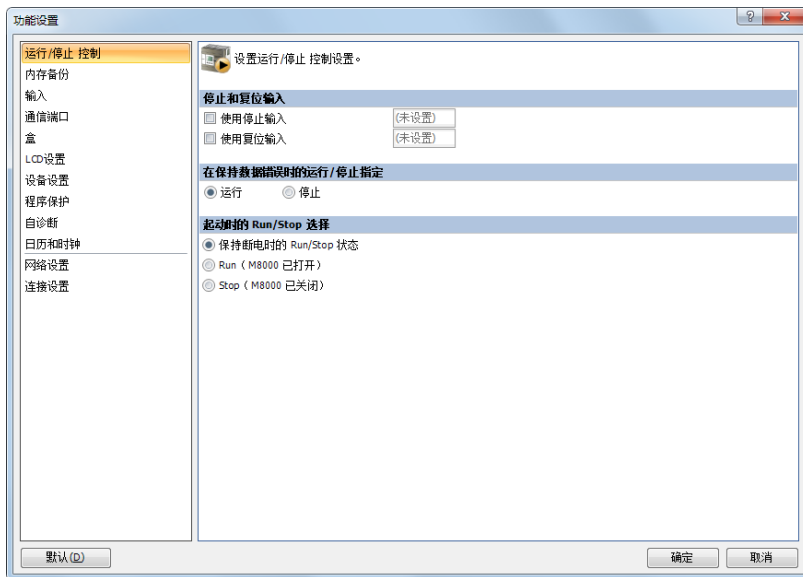 功能设置
运行/停止 控制
内存备份
输入
通信端口
盒
LCD设置
设备设置
程序保护
自诊断
日历和时钟
网络设置
连接设置
设置运行/停止 控制设置。
停止和复位输入
使用停止输入 (未设置)
使用复位输入 (未设置)
在保持数据错误时的运行/停止指定
运行 停止
起动时的 Run/Stop 选择
保持断电时的 Run/Stop 状态
Run ( M8000 已打开)
Stop ( M8000 已关闭)
默认(D) 确定 取消